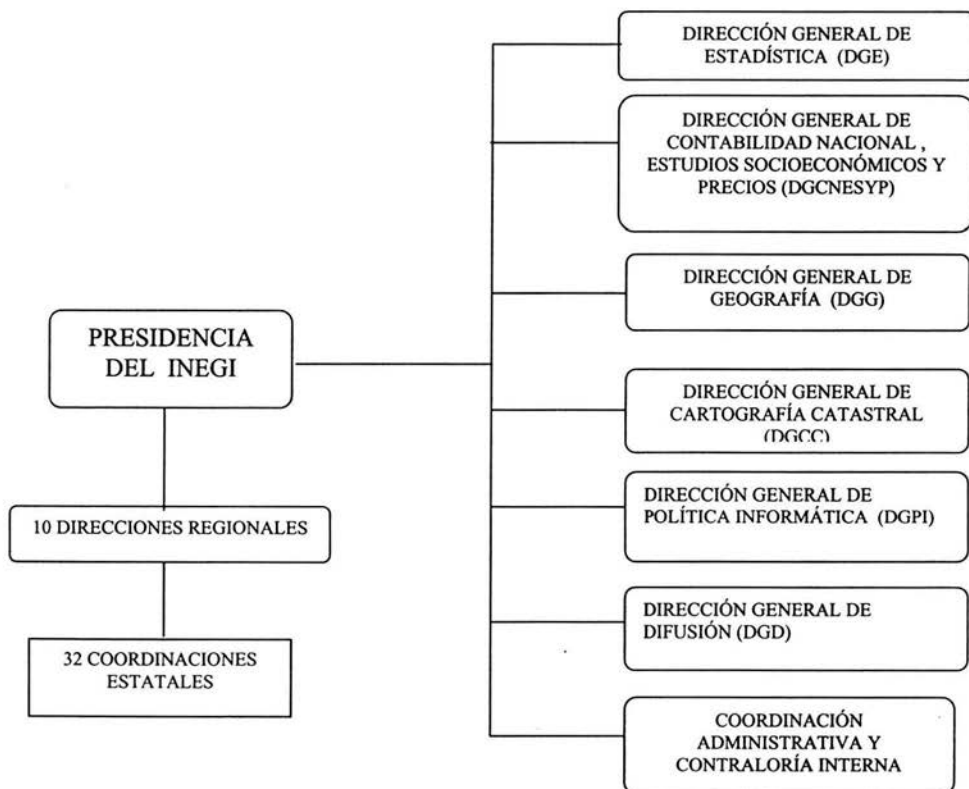 DIRECCIÓN GENERAL DE
ESTADÍSTICA (DGE)
DIRECCIÓN GENERAL DE
CONTABILIDAD NACIONAL ,
ESTUDIOS SOCIOECONÓMICOS Y
PRECIOS (DGCNESYP)
DIRECCIÓN GENERAL DE
GEOGRAFÍA (DGG)
PRESIDENCIA
DEL INEGI
DIRECCIÓN GENERAL DE
CARTOGRAFÍA CATASTRAL
(DGCC)
10 DIRECCIONES REGIONALES
DIRECCIÓN GENERAL DE
POLÍTICA INFORMÁTICA (DGPI)
32 COORDINACIONES
ESTATALES
DIRECCIÓN GENERAL DE
DIFUSIÓN (DGD)
COORDINACIÓN
ADMINISTRATIVA Y
CONTRALORÍA INTERNA